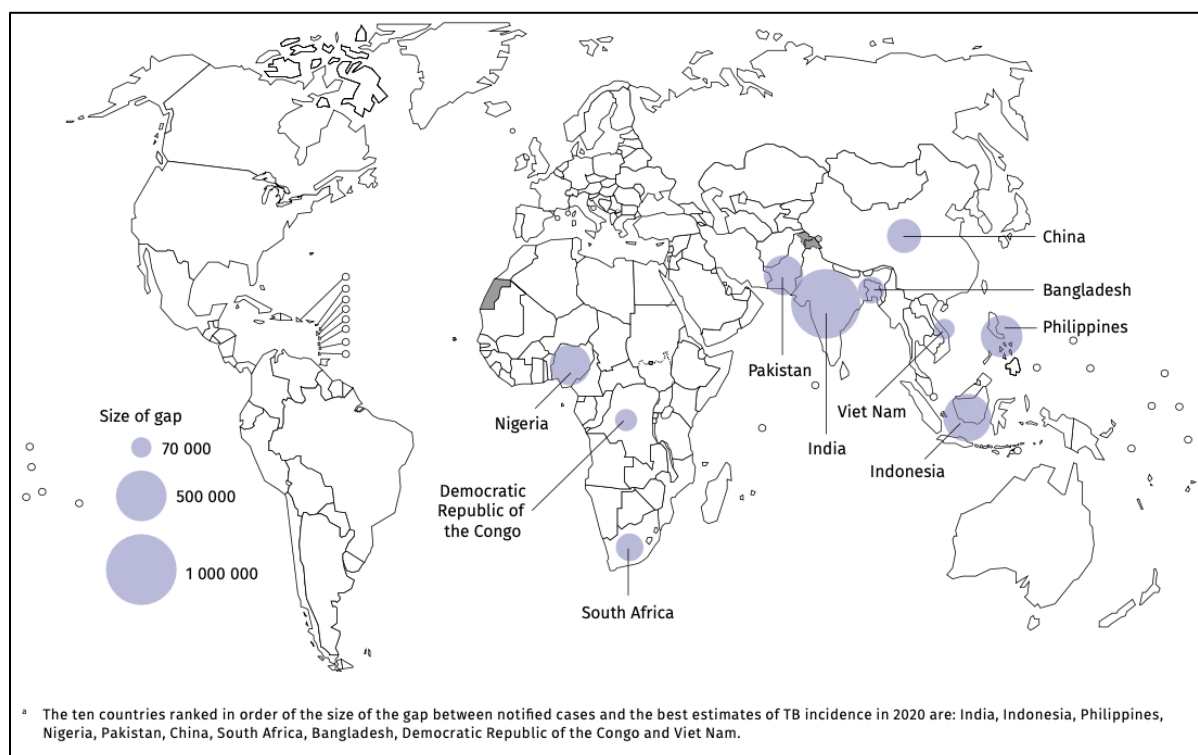 China
Bangladesh
Philippines
Pakistan
Viet Nam
India
Indonesia
Nigeria
Democratic
Republic of
the Congo
South Africa
Size of gap
70 000
500 000
1 000 000
a The ten countries ranked in order of the size of the gap between notified cases and the best estimates of TB incidence in 2020 are: India, Indonesia, Philippines,
Nigeria, Pakistan, China, South Africa, Bangladesh, Democratic Republic of the Congo and Viet Nam.